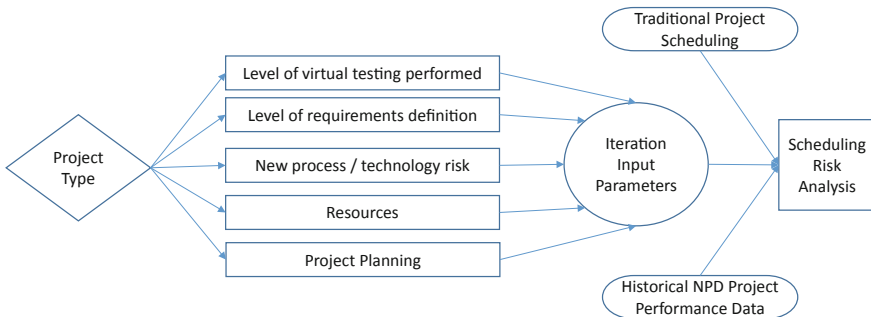 Traditional Project
Scheduling
Level of virtual testing performed
Level of requirements definition
Project
Type
New process / technology risk
Iteration
Input
Parameters
Scheduling
Risk
Analysis
Resources
Project Planning
Historical NPD Project
Performance Data